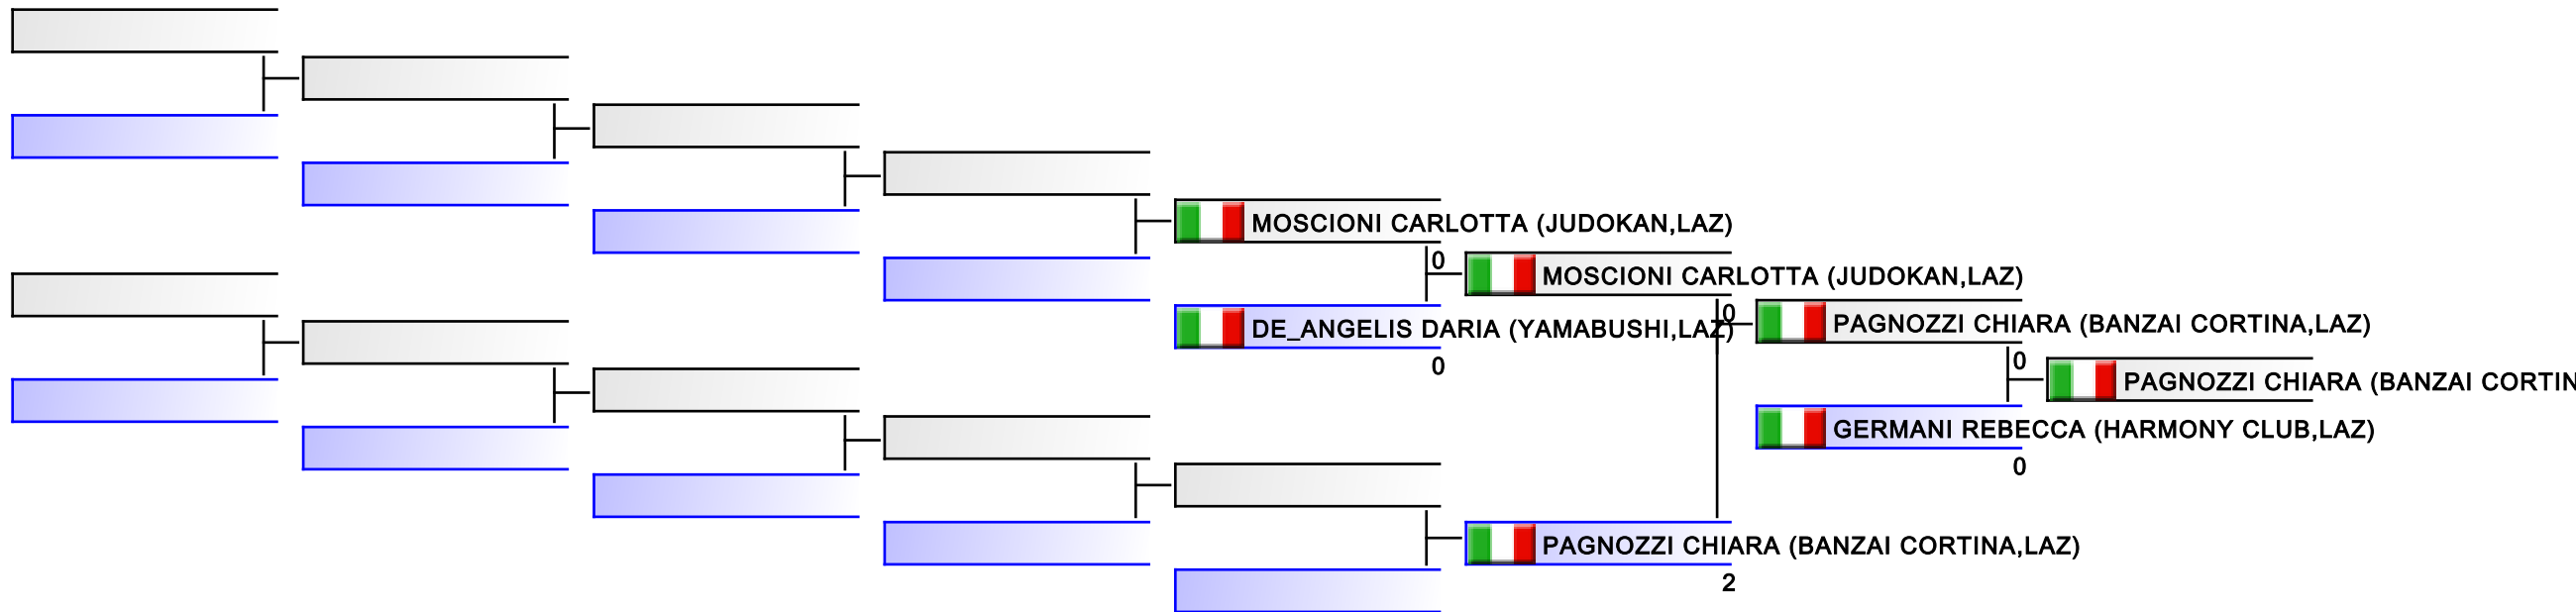 MOSCIONI CARLOTTA (JUDOKAN,LAZ)
0
MOSCIONI CARLOTTA (JUDOKAN,LAZ)
0
DE_ANGELIS DARIA (YAMABUSHI,LAZ)
0
PAGNOZZI CHIARA (BANZAI CORTINA,LAZ)
0
PAGNOZZI CHIARA (BANZAI CORTIN
GERMANI REBECCA (HARMONY CLUB,LAZ)
0
PAGNOZZI CHIARA (BANZAI CORTINA,LAZ)
2